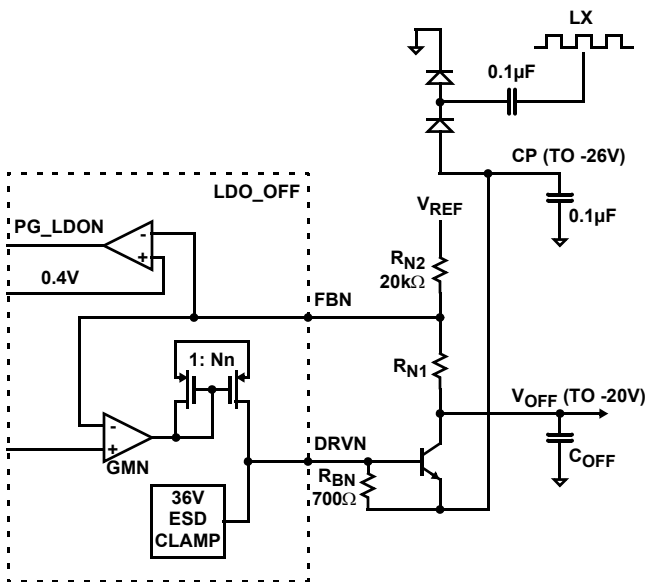 LX
0.1µF
CP (TO -26V)
LDO_OFF
VREF
0.1µF
PG_LDON
-
+
RN2
20kΩ
0.4V
FBN
1: Nn
RN1
VOFF (TO -20V)
-
+
GMN
DRVN
COFF
RBN
700Ω
36V
ESD
CLAMP